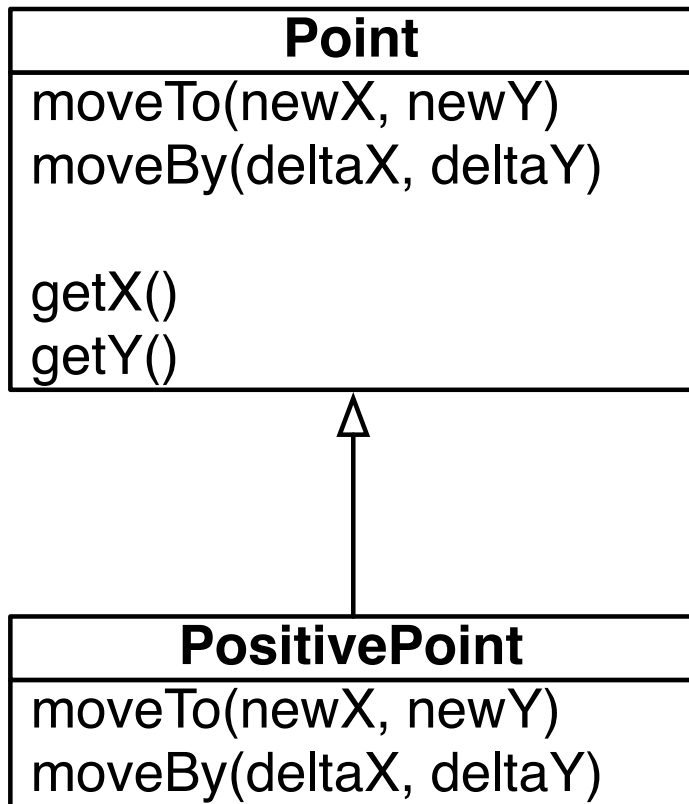 Point
moveTo(newX, newY)
moveBy(deltaX, deltaY)
getX()
getY()
PositivePoint
moveTo(newX, newY)
moveBy(deltaX, deltaY)